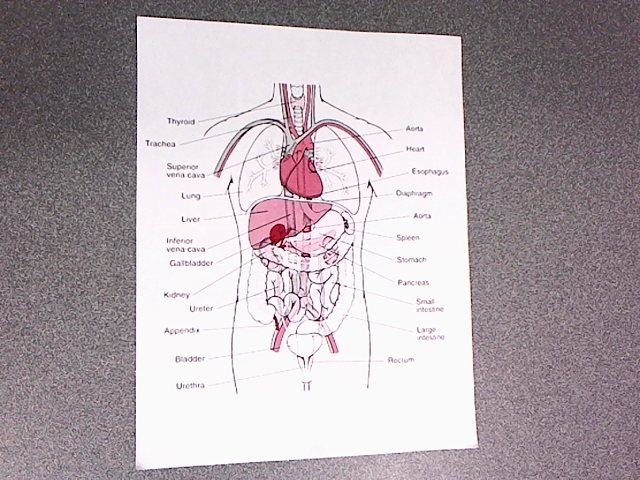 Thyroid
Trachea
Superior
vena cava
Lung
Liver
Inferior
vena cava
Gallbladder
Kidney
Ureter
Appendix
Bladder
Urethra
Aorta
Heart
Esophagus
Diaphragm
Aorta
Spleen
Stomach
Pancreas
Small
intestine
Large
intestine
Rectum